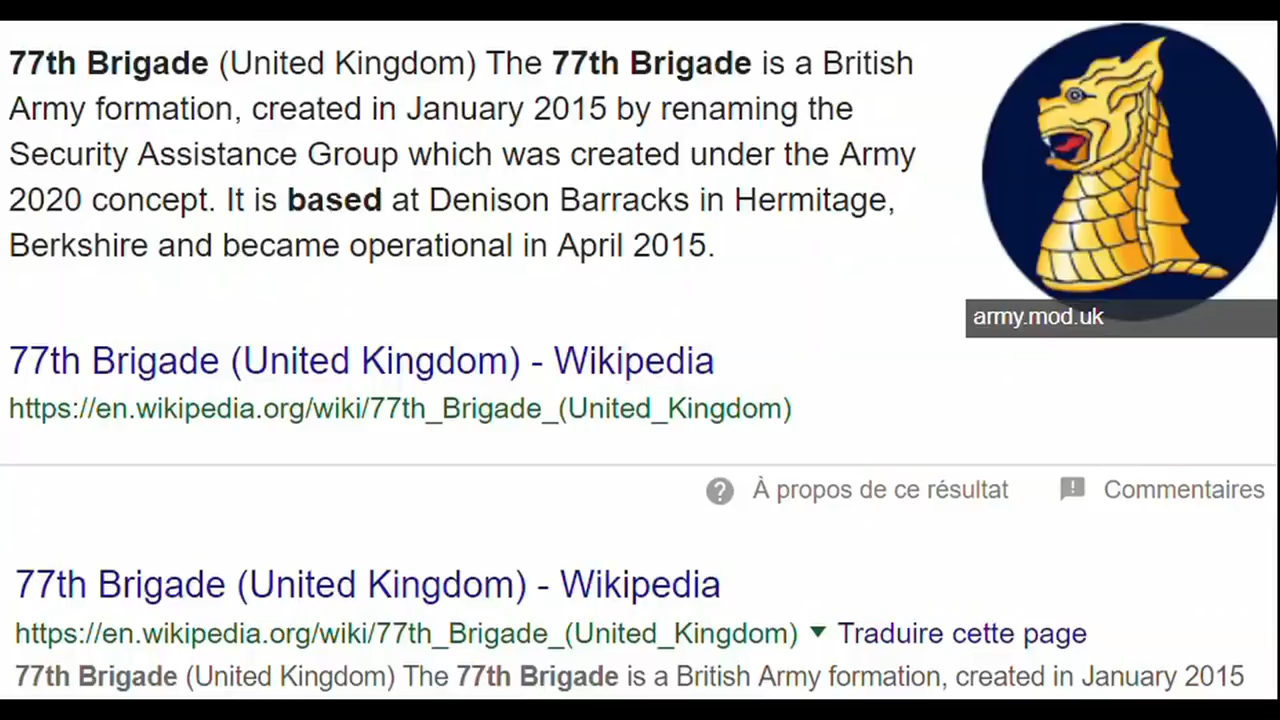 77th Brigade (United Kingdom) The 77th Brigade is a British
Army formation, created in January 2015 by renaming the
Security Assistance Group which was created under the Army
2020 concept. It is based at Denison Barracks in Hermitage,
Berkshire and became operational in April 2015.
army.mod.uk
77th Brigade (United Kingdom) - Wikipedia
https://en.wikipedia.org/wiki/77th_Brigade_(United_Kingdom)
À propos de ce résultat Commentaires
77th Brigade (United Kingdom) - Wikipedia
https://en.wikipedia.org/wiki/77th_Brigade_(United_Kingdom) Traduire cette page
77th Brigade (United Kingdom) The 77th Brigade is a British Army formation, created in January 2015